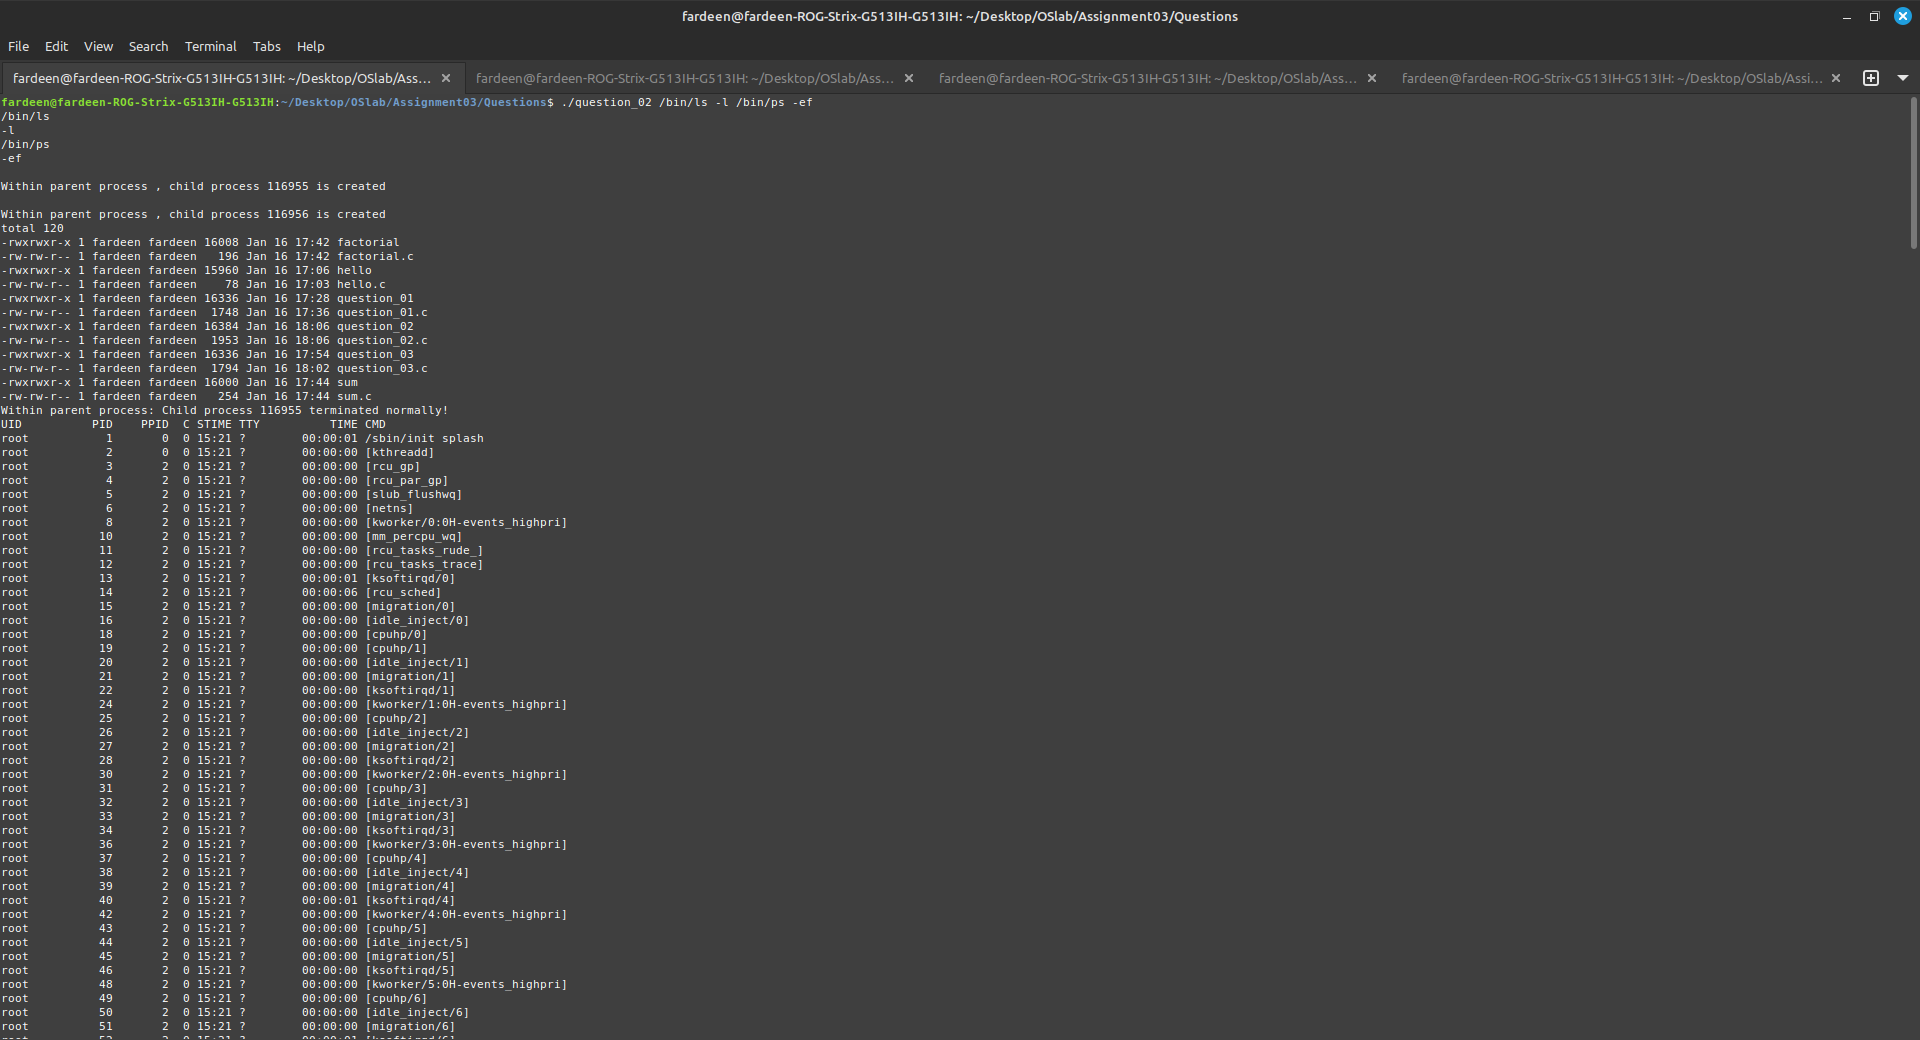 fardeen@fardeen-ROG-Strix-G513IH-G513IH: ~/Desktop/OSlab/Assignment03/Questions
File Edit View Search Terminal Tabs Help
fardeen@fardeen-ROG-Strix-G513IH-G513IH: ~/Desktop/OSlab/Ass... fardeen@fardeen-ROG-Strix-G513IH-G513IH: ~/Desktop/OSlab/Ass... fardeen@fardeen-ROG-Strix-G513IH-G513IH: ~/Desktop/OSlab/Ass... fardeen@fardeen-ROG-Strix-G513IH-G513IH: ~/Desktop/OSlab/Assi...
fardeen@fardeen-ROG-Strix-G513IH-G513IH:~/Desktop/OSlab/Assignment03/Questions$ ./question_02 /bin/ls -l /bin/ps -ef
/bin/ls
-l
/bin/ps
-ef
Within parent process , child process 116955 is created
Within parent process , child process 116956 is created
total 120
-rwxrwxr-x 1 fardeen fardeen 16008 Jan 16 17:42 factorial
-rw-rw-r-- 1 fardeen fardeen   196 Jan 16 17:42 factorial.c
-rwxrwxr-x 1 fardeen fardeen 15960 Jan 16 17:06 hello
-rw-rw-r-- 1 fardeen fardeen    78 Jan 16 17:03 hello.c
-rwxrwxr-x 1 fardeen fardeen 16336 Jan 16 17:28 question_01
-rw-rw-r-- 1 fardeen fardeen  1748 Jan 16 17:36 question_01.c
-rwxrwxr-x 1 fardeen fardeen 16384 Jan 16 18:06 question_02
-rw-rw-r-- 1 fardeen fardeen  1953 Jan 16 18:06 question_02.c
-rwxrwxr-x 1 fardeen fardeen 16336 Jan 16 17:54 question_03
-rw-rw-r-- 1 fardeen fardeen  1794 Jan 16 18:02 question_03.c
-rwxrwxr-x 1 fardeen fardeen 16000 Jan 16 17:44 sum
-rw-rw-r-- 1 fardeen fardeen   254 Jan 16 17:44 sum.c
Within parent process: Child process 116955 terminated normally!
UID          PID    PPID  C STIME TTY          TIME CMD
root           1       0  0 15:21 ?        00:00:01 /sbin/init splash
root           2       0  0 15:21 ?        00:00:00 [kthreadd]
root           3       2  0 15:21 ?        00:00:00 [rcu_gp]
root           4       2  0 15:21 ?        00:00:00 [rcu_par_gp]
root           5       2  0 15:21 ?        00:00:00 [slub_flushwq]
root           6       2  0 15:21 ?        00:00:00 [netns]
root           8       2  0 15:21 ?        00:00:00 [kworker/0:0H-events_highpri]
root          10       2  0 15:21 ?        00:00:00 [mm_percpu_wq]
root          11       2  0 15:21 ?        00:00:00 [rcu_tasks_rude_]
root          12       2  0 15:21 ?        00:00:00 [rcu_tasks_trace]
root          13       2  0 15:21 ?        00:00:01 [ksoftirqd/0]
root          14       2  0 15:21 ?        00:00:06 [rcu_sched]
root          15       2  0 15:21 ?        00:00:00 [migration/0]
root          16       2  0 15:21 ?        00:00:00 [idle_inject/0]
root          18       2  0 15:21 ?        00:00:00 [cpuhp/0]
root          19       2  0 15:21 ?        00:00:00 [cpuhp/1]
root          20       2  0 15:21 ?        00:00:00 [idle_inject/1]
root          21       2  0 15:21 ?        00:00:00 [migration/1]
root          22       2  0 15:21 ?        00:00:00 [ksoftirqd/1]
root          24       2  0 15:21 ?        00:00:00 [kworker/1:0H-events_highpri]
root          25       2  0 15:21 ?        00:00:00 [cpuhp/2]
root          26       2  0 15:21 ?        00:00:00 [idle_inject/2]
root          27       2  0 15:21 ?        00:00:00 [migration/2]
root          28       2  0 15:21 ?        00:00:00 [ksoftirqd/2]
root          30       2  0 15:21 ?        00:00:00 [kworker/2:0H-events_highpri]
root          31       2  0 15:21 ?        00:00:00 [cpuhp/3]
root          32       2  0 15:21 ?        00:00:00 [idle_inject/3]
root          33       2  0 15:21 ?        00:00:00 [migration/3]
root          34       2  0 15:21 ?        00:00:00 [ksoftirqd/3]
root          36       2  0 15:21 ?        00:00:00 [kworker/3:0H-events_highpri]
root          37       2  0 15:21 ?        00:00:00 [cpuhp/4]
root          38       2  0 15:21 ?        00:00:00 [idle_inject/4]
root          39       2  0 15:21 ?        00:00:00 [migration/4]
root          40       2  0 15:21 ?        00:00:01 [ksoftirqd/4]
root          42       2  0 15:21 ?        00:00:00 [kworker/4:0H-events_highpri]
root          43       2  0 15:21 ?        00:00:00 [cpuhp/5]
root          44       2  0 15:21 ?        00:00:00 [idle_inject/5]
root          45       2  0 15:21 ?        00:00:00 [migration/5]
root          46       2  0 15:21 ?        00:00:00 [ksoftirqd/5]
root          48       2  0 15:21 ?        00:00:00 [kworker/5:0H-events_highpri]
root          49       2  0 15:21 ?        00:00:00 [cpuhp/6]
root          50       2  0 15:21 ?        00:00:00 [idle_inject/6]
root          51       2  0 15:21 ?        00:00:00 [migration/6]